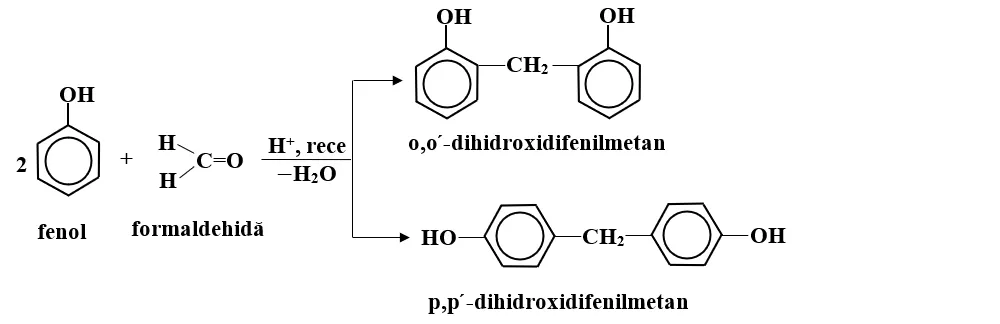 OH
OH
CH₂
o,o´-dihidroxidifenilmetan
OH
2
+
H
H
C=O
H⁺, rece
−H₂O
fenol
formaldehidă
HO
CH₂
OH
p,p´-dihidroxidifenilmetan